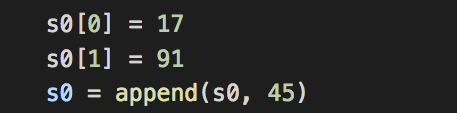 s0[0] = 17
s0[1] = 91
s0 = append(s0, 45)